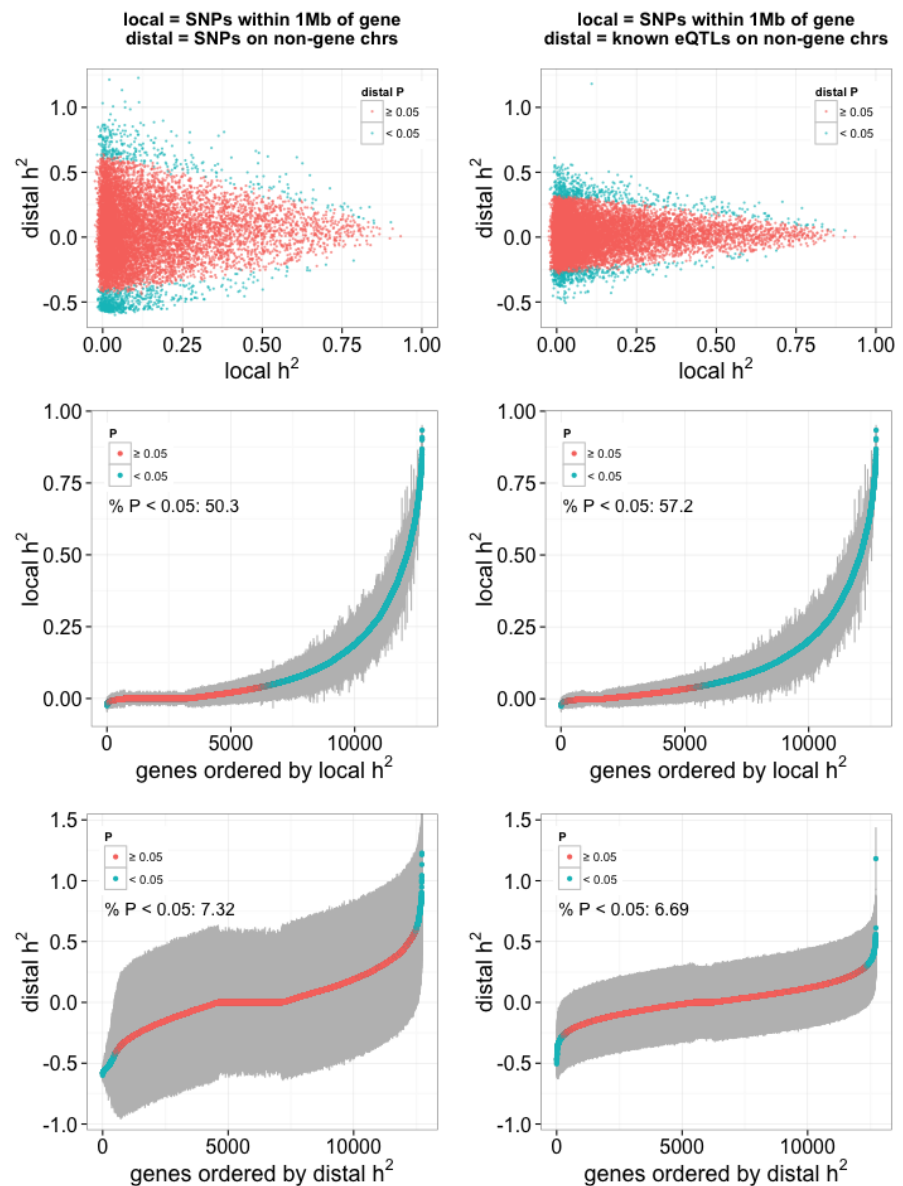 local = SNPs within 1Mb of gene
distal = SNPs on non-gene chrs
local = SNPs within 1Mb of gene
distal = known eQTLs on non-gene chrs
distal P
≥ 0.05
< 0.05
1.0
0.5
0.0
-0.5
distal h²
0.00 0.25 0.50 0.75 1.00
local h²
distal P
≥ 0.05
< 0.05
1.0
0.5
0.0
-0.5
distal h²
0.00 0.25 0.50 0.75 1.00
local h²
P
≥ 0.05
< 0.05
% P < 0.05: 50.3
1.00
0.75
0.50
0.25
0.00
local h²
0 5000 10000
genes ordered by local h²
P
≥ 0.05
< 0.05
% P < 0.05: 57.2
1.00
0.75
0.50
0.25
0.00
local h²
0 5000 10000
genes ordered by local h²
P
≥ 0.05
< 0.05
% P < 0.05: 7.32
1.5
1.0
0.5
0.0
-0.5
-1.0
distal h²
0 5000 10000
genes ordered by distal h²
P
≥ 0.05
< 0.05
% P < 0.05: 6.69
1.5
1.0
0.5
0.0
-0.5
-1.0
distal h²
0 5000 10000
genes ordered by distal h²